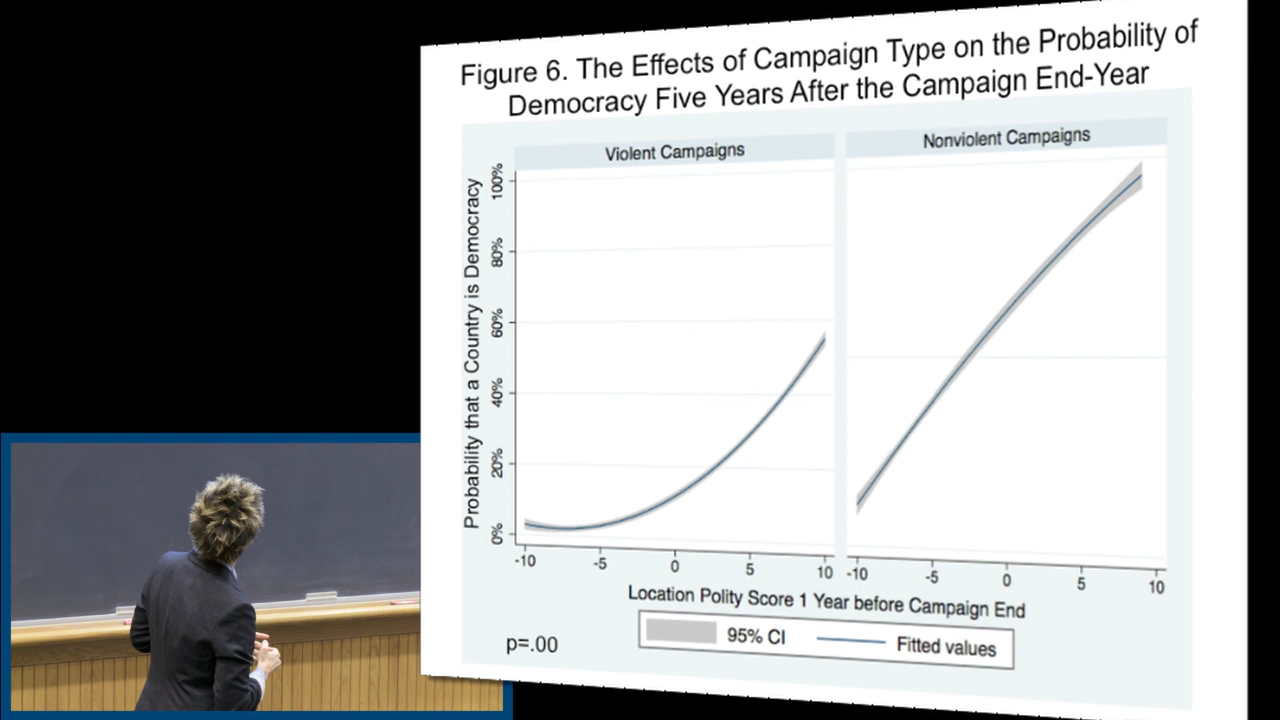 Figure 6. The Effects of Campaign Type on the Probability of
Democracy Five Years After the Campaign End-Year
Violent Campaigns
Nonviolent Campaigns
Probability that a Country is Democracy
100%
80%
60%
40%
20%
0%
-10 -5 0 5 10
-10 -5 0 5 10
Location Polity Score 1 Year before Campaign End
95% CI
Fitted values
p=.00